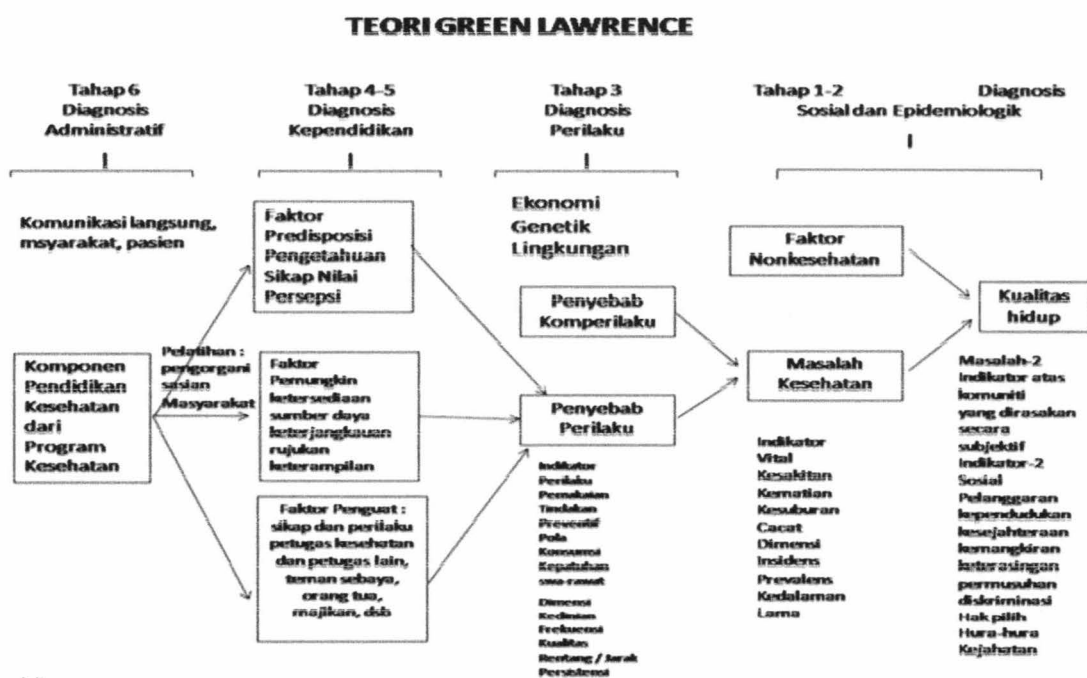 TEORI GREEN LAWRENCE
Tahap 6
Diagnosis
Administratif
Tahap 4-5
Diagnosis
Kependidikan
Tahap 3
Diagnosis
Perilaku
Tahap 1-2 Diagnosis
Sosial dan Epidemiologik
Komunikasi langsung,
msyarakat, pasien
Komponen
Pendidikan
Kesehatan
dari
Program
Kesehatan
Pelatihan :
pengorgani
sasian
Masyarakat
Faktor
Predisposisi
Pengetahuan
Sikap Nilai
Persepsi
Faktor
Pemungkin
ketersediaan
sumber daya
keterjangkauan
rujukan
keterampilan
Faktor Penguat :
sikap dan perilaku
petugas kesehatan
dan petugas lain,
teman sebaya,
orang tua,
majikan, dsb
Ekonomi
Genetik
Lingkungan
Penyebab
Komperilaku
Penyebab
Perilaku
Indikator
Perilaku
Pemakaian
Tindakan
Preventif
Pola
Konsumsi
Kepatuhan
swa-rawat
Dimensi
Kedinian
Frekuensi
Kualitas
Rentang / Jarak
Persistensi
Faktor
Nonkesehatan
Masalah
Kesehatan
Indikator
Vital
Kesakitan
Kematian
Kesuburan
Cacat
Dimensi
Insidens
Prevalens
Kedalaman
Lama
Kualitas
hidup
Masalah-2
Indikator atas
komuniti
yang dirasakan
secara
subjektif
Indikator-2
Sosial
Pelanggaran
kependudukan
kesejahteraan
kemangkiran
keterasingan
permusuhan
diskriminasi
Hak pilih
Hura-hura
Kejahatan